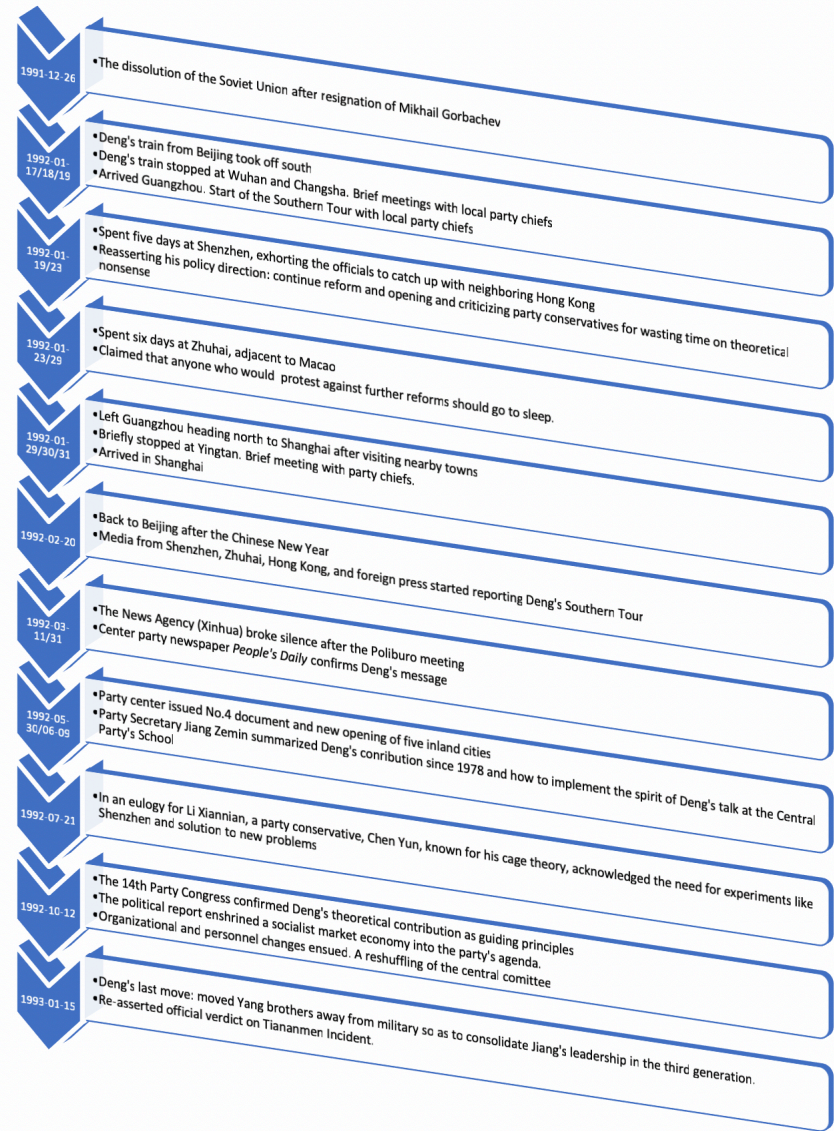 1991-12-26
•The dissolution of the Soviet Union after resignation of Mikhail Gorbachev
1992-01-
17/18/19
•Deng's train from Beijing took off south
•Deng's train stopped at Wuhan and Changsha. Brief meetings with local party chiefs
•Arrived Guangzhou. Start of the Southern Tour with local party chiefs
1992-01-
19/23
•Spent five days at Shenzhen, exhorting the officials to catch up with neighboring Hong Kong
•Reasserting his policy direction: continue reform and opening and criticizing party conservatives for wasting time on theoretical
nonsense
1992-01-
23/29
•Spent six days at Zhuhai, adjacent to Macao
•Claimed that anyone who would protest against further reforms should go to sleep.
1992-01-
29/30/31
•Left Guangzhou heading north to Shanghai after visiting nearby towns
•Briefly stopped at Yingtan. Brief meeting with party chiefs.
•Arrived in Shanghai
1992-02-20
•Back to Beijing after the Chinese New Year
•Media from Shenzhen, Zhuhai, Hong Kong, and foreign press started reporting Deng's Southern Tour
1992-03-
11/31
•The News Agency (Xinhua) broke silence after the Poliburo meeting
•Center party newspaper People's Daily confirms Deng's message
1992-05-
30/06-09
•Party center issued No.4 document and new opening of five inland cities
•Party Secretary Jiang Zemin summarized Deng's conribution since 1978 and how to implement the spirit of Deng's talk at the Central
Party's School
1992-07-21
•In an eulogy for Li Xiannian, a party conservative, Chen Yun, known for his cage theory, acknowledged the need for experiments like
Shenzhen and solution to new problems
1992-10-12
•The 14th Party Congress confirmed Deng's theoretical contribution as guiding principles
•The political report enshrined a socialist market economy into the party's agenda.
•Organizational and personnel changes ensued. A reshuffling of the central comittee
1993-01-15
•Deng's last move: moved Yang brothers away from military so as to consolidate Jiang's leadership in the third generation.
•Re-asserted official verdict on Tiananmen Incident.